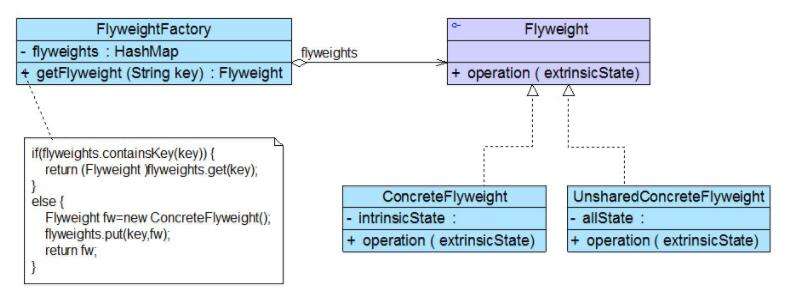 FlyweightFactory
- flyweights : HashMap
+ getFlyweight (String key) : Flyweight
flyweights
Flyweight
+ operation ( extrinsicState)
if(flyweights.containsKey(key)) {
return (Flyweight )flyweights.get(key);
}
else {
Flyweight fw=new ConcreteFlyweight();
flyweights.put(key,fw);
return fw;
}
ConcreteFlyweight
- intrinsicState :
+ operation ( extrinsicState)
UnsharedConcreteFlyweight
- allState :
+ operation ( extrinsicState)